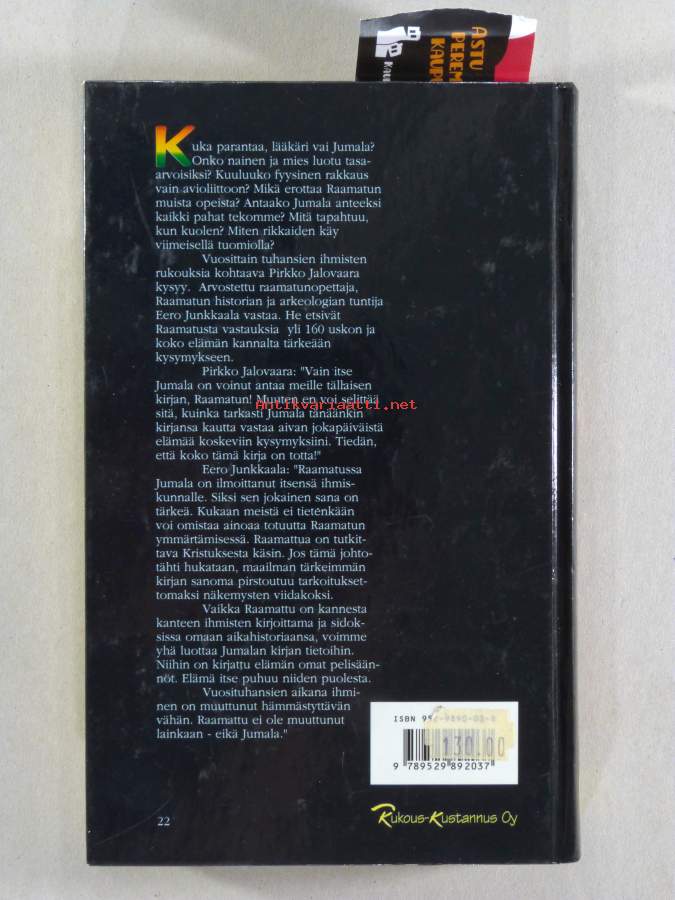 ASTU
PEREM
KAUP
Kau
Kuka parantaa, lääkäri vai Jumala?
Onko nainen ja mies luotu tasa-
arvoisiksi? Kuuluuko fyysinen rakkaus
vain avioliittoon? Mikä erottaa Raamatun
muista opeista? Antaako Jumala anteeksi
kaikki pahat tekomme? Mitä tapahtuu,
kun kuolen? Miten rikkaiden käy
viimeisellä tuomiolla?
Vuosittain tuhansien ihmisten
rukouksia kohtaava Pirkko Jalovaara
kysyy. Arvostettu raamatunopettaja,
Raamatun historian ja arkeologian tuntija
Eero Junkkaala vastaa. He etsivät
Raamatusta vastauksia yli 160 uskon ja
koko elämän kannalta tärkeään
kysymykseen.
Pirkko Jalovaara: "Vain itse
Jumala on voinut antaa meille tällaisen
kirjan, Raamatun! Muuten en voi selittää
Antikvariaatti.net
sitä, kuinka tarkasti Jumala tänäänkin
kirjansa kautta vastaa aivan jokapäiväistä
elämää koskeviin kysymyksiini. Tiedän,
että koko tämä kirja on totta!"
Eero Junkkaala: "Raamatussa
Jumala on ilmoittanut itsensä ihmis-
kunnalle. Siksi sen jokainen sana on
tärkeä. Kukaan meistä ei tietenkään
voi omistaa ainoaa totuutta Raamatun
ymmärtämisessä. Raamattua on tutkit-
tava Kristuksesta käsin. Jos tämä johto-
tähti hukataan, maailman tärkeimmän
kirjan sanoma pirstoutuu tarkoitukset-
tomaksi näkemysten viidakoksi.
Vaikka Raamattu on kannesta
kanteen ihmisten kirjoittama ja sidok-
sissa omaan aikahistoriaansa, voimme
yhä luottaa Jumalan kirjan tietoihin.
Niihin on kirjattu elämän omat pelisään-
nöt. Elämä itse puhuu niiden puolesta.
Vuosituhansien aikana ihmi-
nen on muuttunut hämmästyttävän
vähän. Raamattu ei ole muuttunut
lainkaan - eikä Jumala."
ISBN
130.00
9 789529 892037
22
Rukous-Kustannus Oy